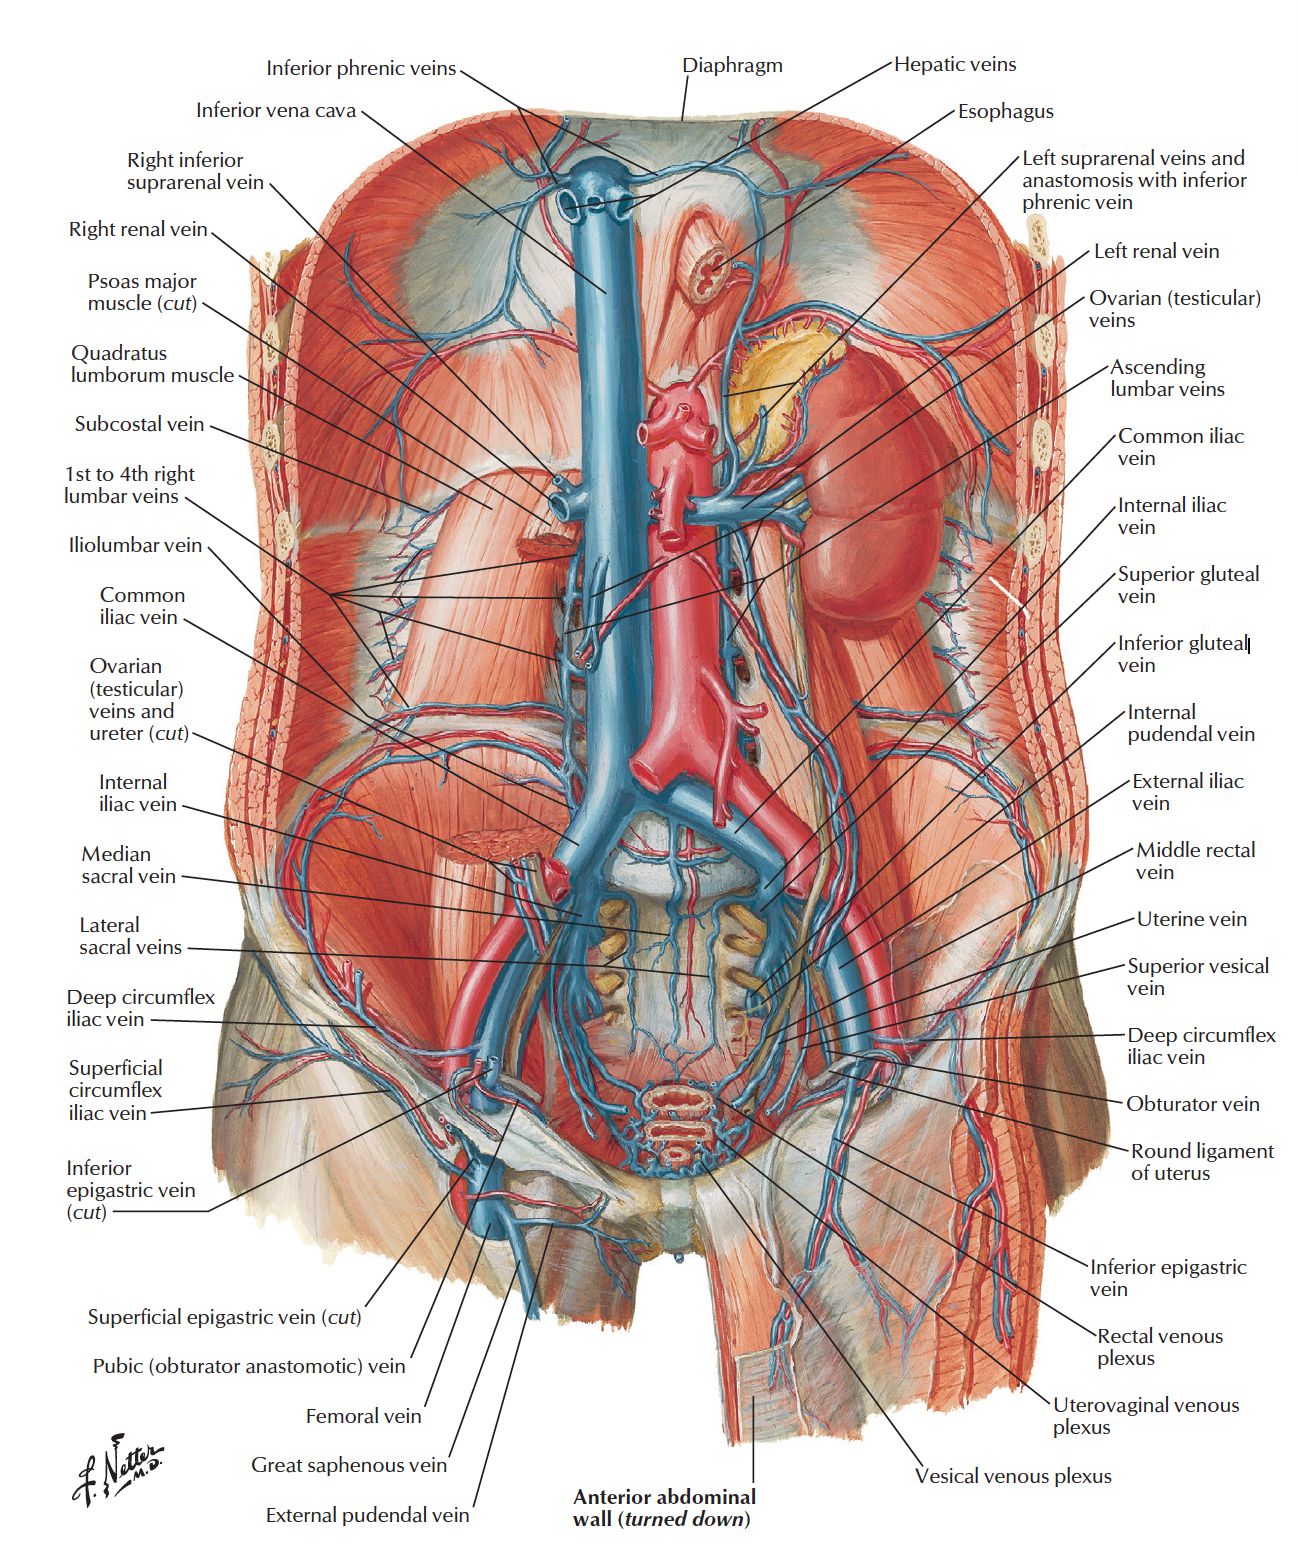 Inferior phrenic veins
Inferior vena cava
Right inferior
suprarenal vein
Right renal vein
Psoas major
muscle (cut)
Quadratus
lumborum muscle
Subcostal vein
1st to 4th right
lumbar veins
Iliolumbar vein
Common
iliac vein
Ovarian
(testicular)
veins and
ureter (cut)
Internal
iliac vein
Median
sacral vein
Lateral
sacral veins
Deep circumflex
iliac vein
Superficial
circumflex
iliac vein
Inferior
epigastric vein
(cut)
Superficial epigastric vein (cut)
Pubic (obturator anastomotic) vein
Femoral vein
Great saphenous vein
External pudendal vein
Diaphragm
Hepatic veins
Esophagus
Left suprarenal veins and
anastomosis with inferior
phrenic vein
Left renal vein
Ovarian (testicular)
veins
Ascending
lumbar veins
Common iliac
vein
Internal iliac
vein
Superior gluteal
vein
Inferior gluteal
vein
Internal
pudendal vein
External iliac
vein
Middle rectal
vein
Uterine vein
Superior vesical
vein
Deep circumflex
iliac vein
Obturator vein
Round ligament
of uterus
Inferior epigastric
vein
Rectal venous
plexus
Uterovaginal venous
plexus
Vesical venous plexus
Anterior abdominal
wall (turned down)
F. Netter
M.D.